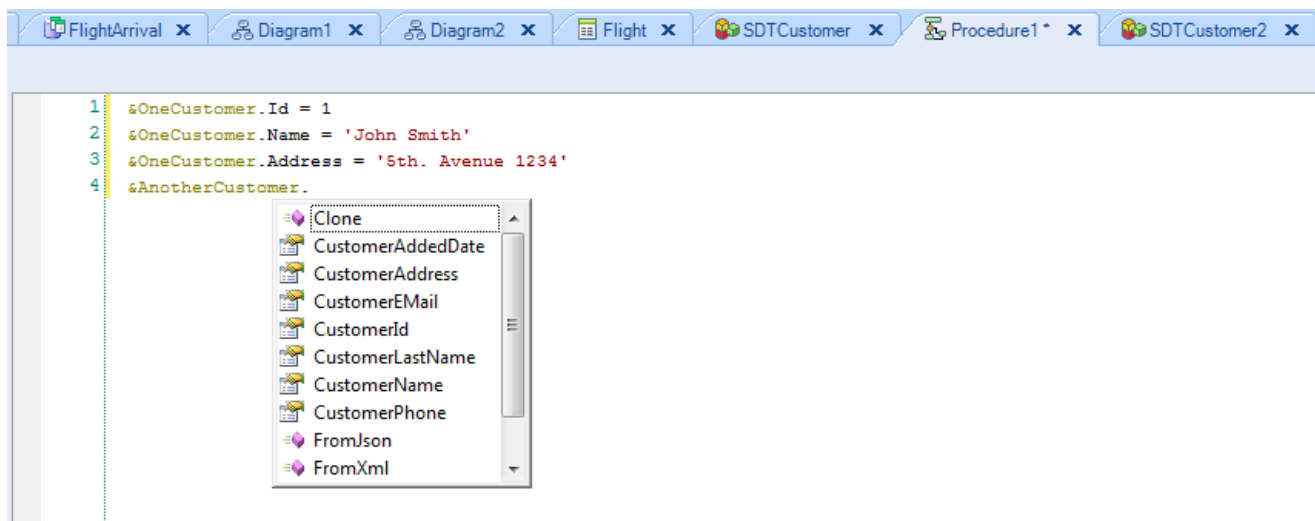 FlightArrival x Diagram1 x Diagram2 x Flight x SDTCustomer x Procedure1 * x SDTCustomer2 x
1 &OneCustomer.Id = 1
2 &OneCustomer.Name = 'John Smith'
3 &OneCustomer.Address = '5th. Avenue 1234'
4 &AnotherCustomer.
Clone
CustomerAddedDate
CustomerAddress
CustomerEMail
CustomerId
CustomerLastName
CustomerName
CustomerPhone
FromJson
FromXml